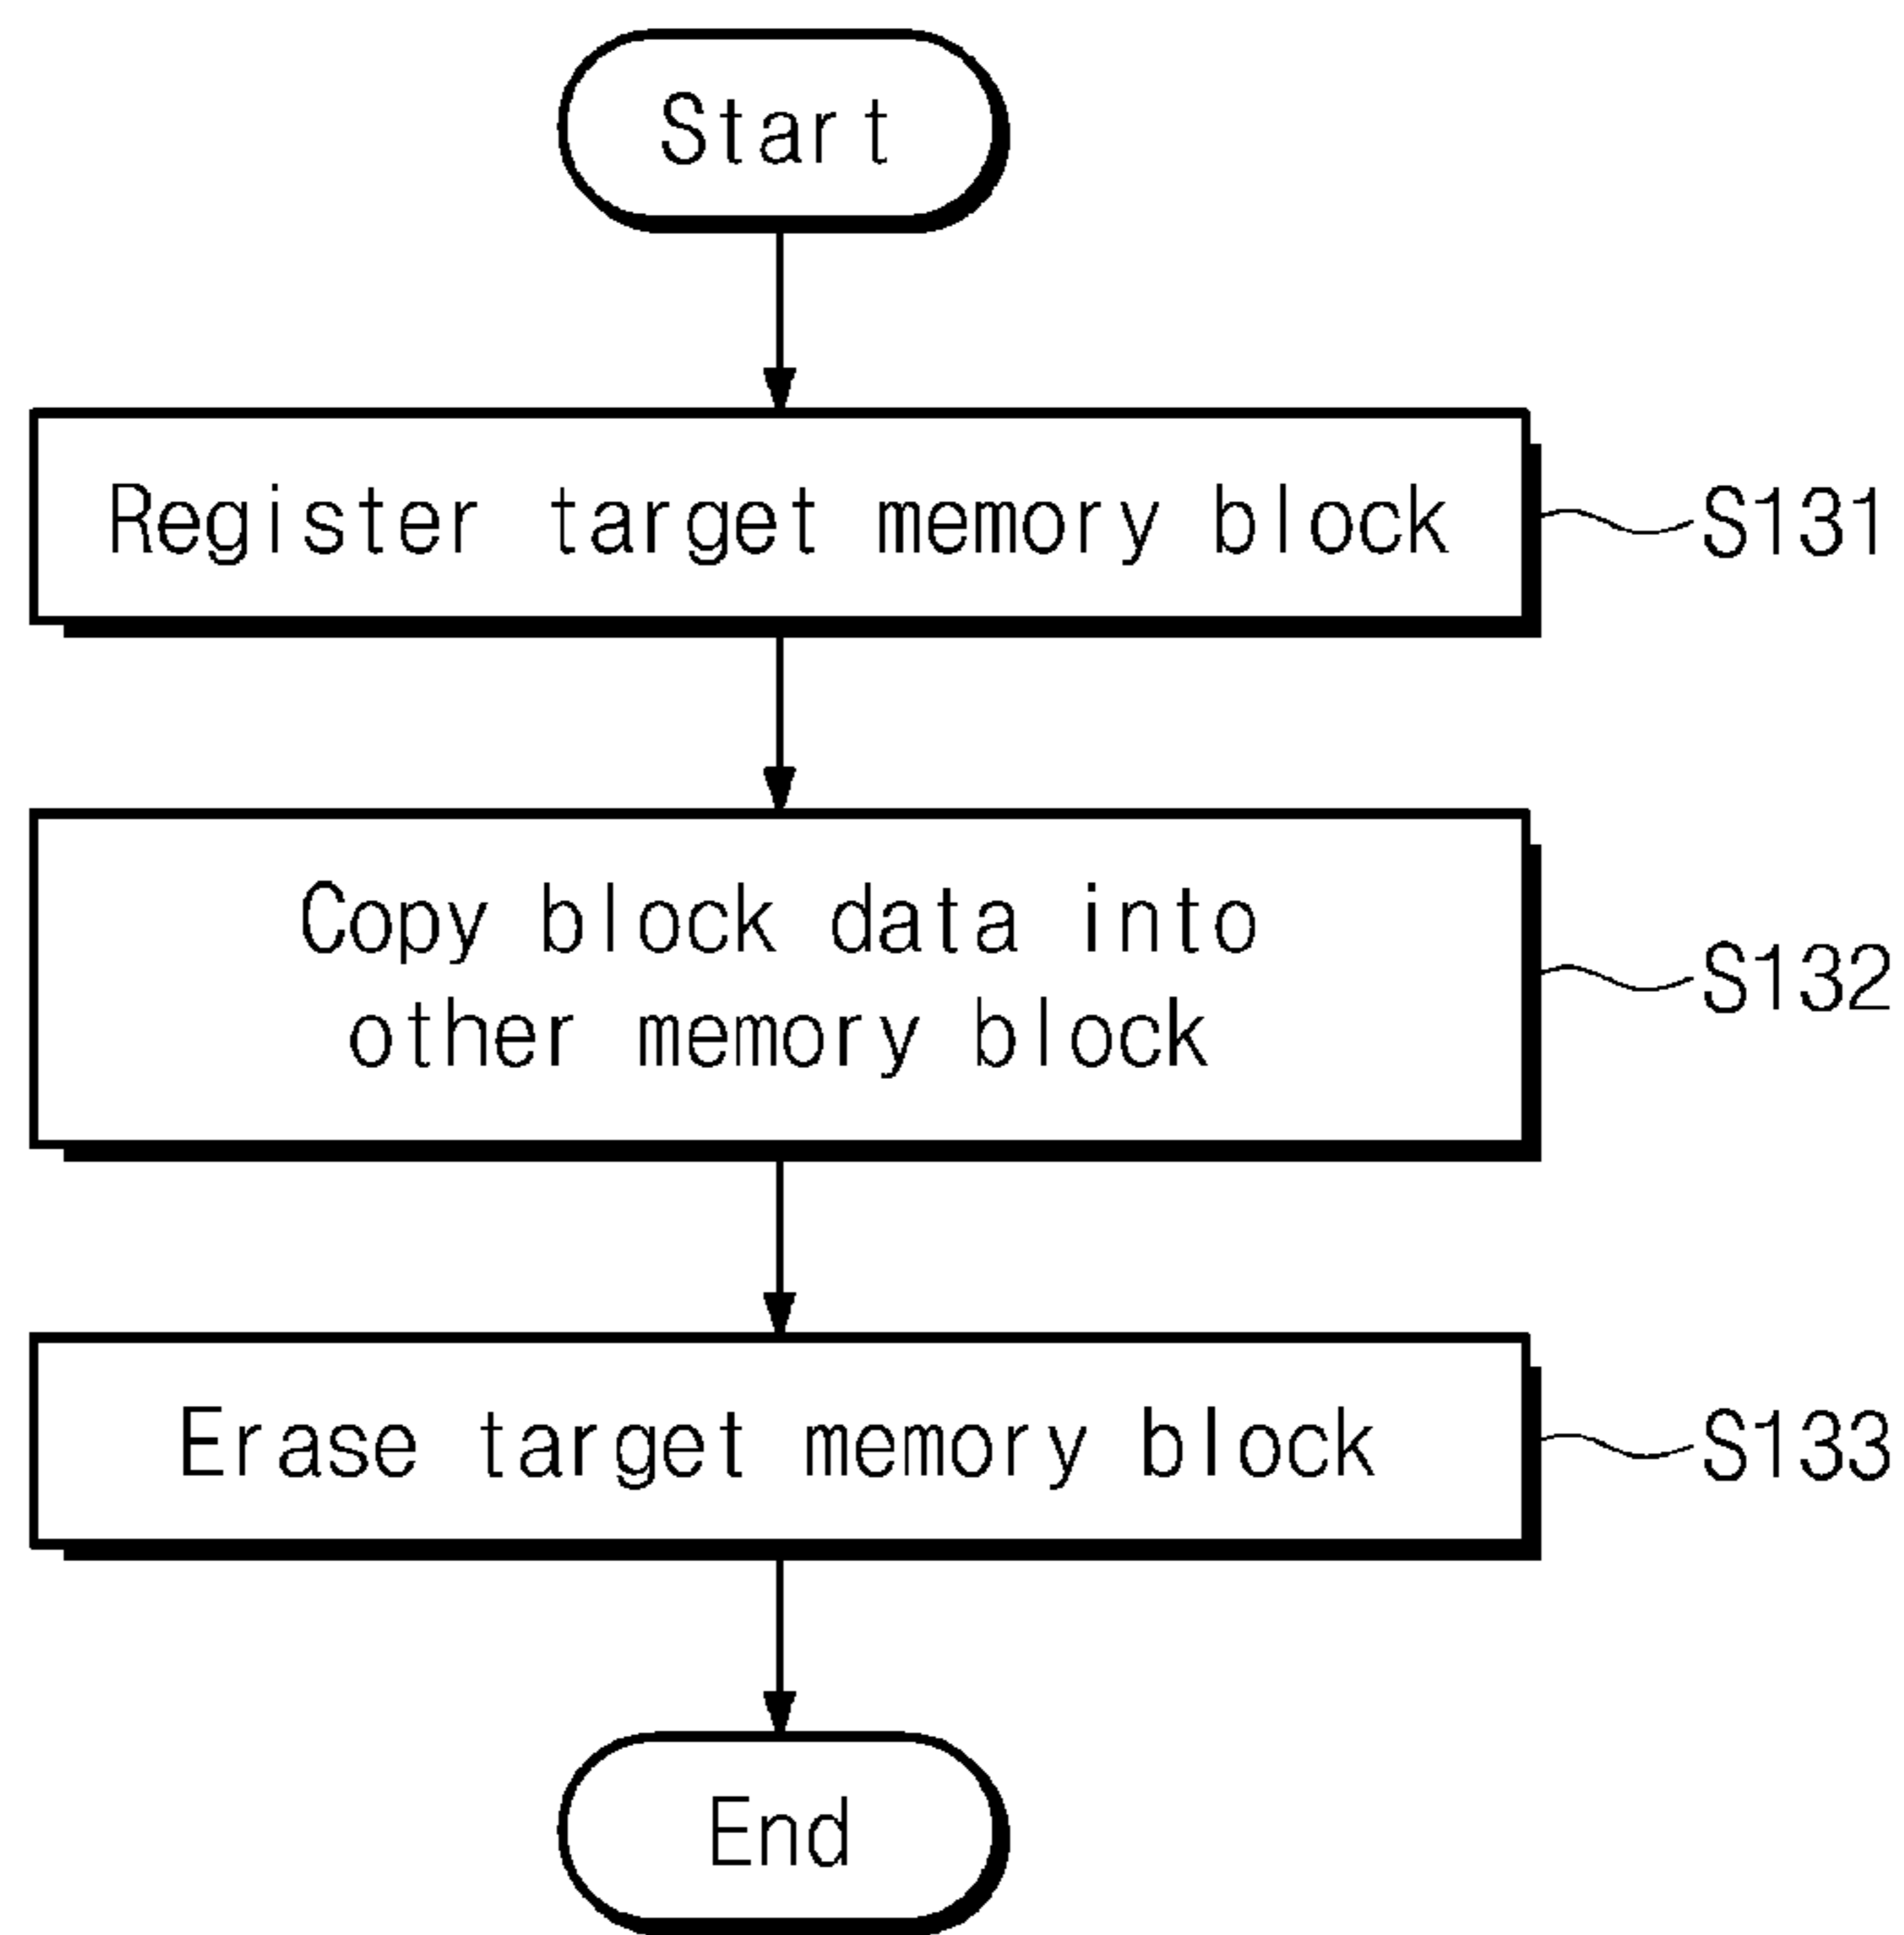 Start
Register target memory block
S131
Copy block data into
other memory block
S132
Erase target memory block
S133
End